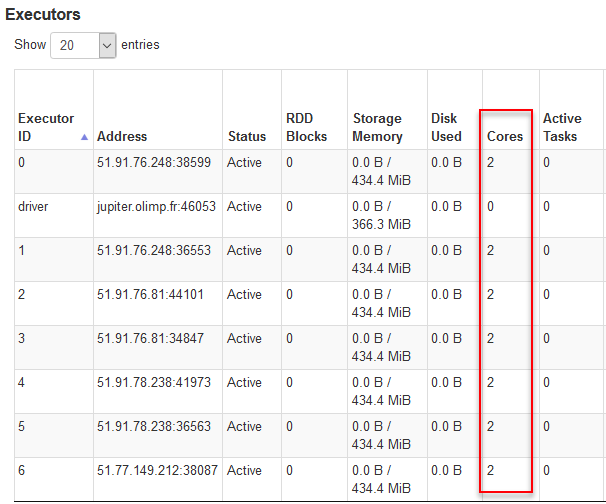 Executors
Show 20 entries
Executor ID Address Status RDD Blocks Storage Memory Disk Used Cores Active Tasks
0 51.91.76.248:38599 Active 0 0.0 B / 434.4 MiB 0.0 B 2 0
driver jupiter.olimp.fr:46053 Active 0 0.0 B / 366.3 MiB 0.0 B 0 0
1 51.91.76.248:36553 Active 0 0.0 B / 434.4 MiB 0.0 B 2 0
2 51.91.76.81:44101 Active 0 0.0 B / 434.4 MiB 0.0 B 2 0
3 51.91.76.81:34847 Active 0 0.0 B / 434.4 MiB 0.0 B 2 0
4 51.91.78.238:41973 Active 0 0.0 B / 434.4 MiB 0.0 B 2 0
5 51.91.78.238:36563 Active 0 0.0 B / 434.4 MiB 0.0 B 2 0
6 51.77.149.212:38087 Active 0 0.0 B / 434.4 MiB 0.0 B 2 0